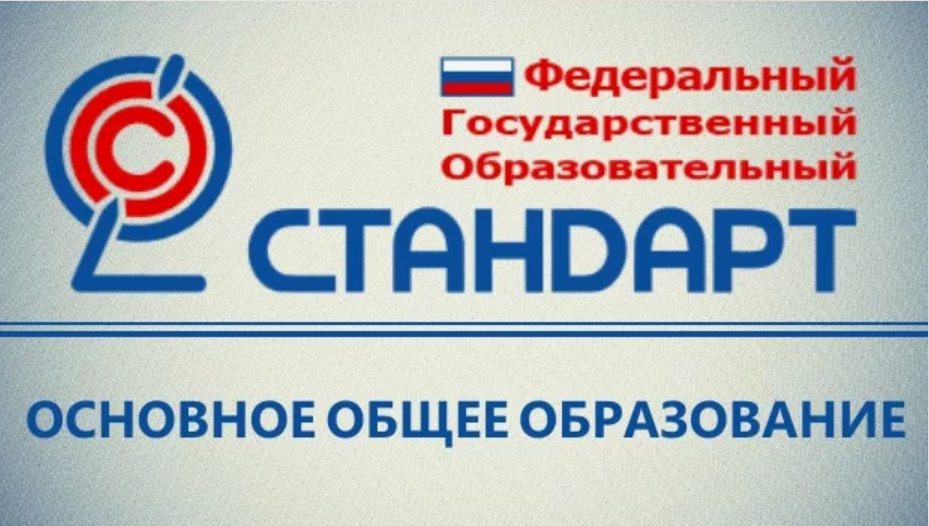 Федеральный
Государственный
Образовательный
СТАНДАРТ
ОСНОВНОЕ ОБЩЕЕ ОБРАЗОВАНИЕ